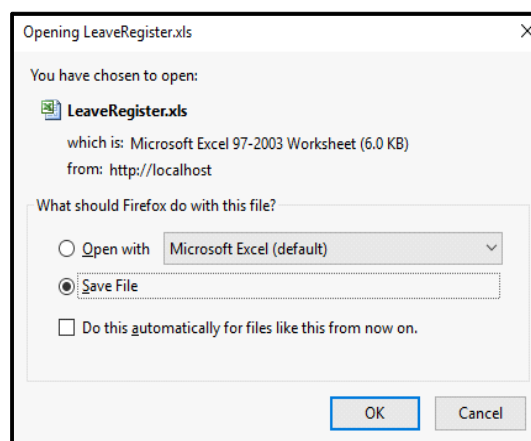 Opening LeaveRegister.xls
You have chosen to open:
LeaveRegister.xls
which is: Microsoft Excel 97-2003 Worksheet (6.0 KB)
from: http://localhost
What should Firefox do with this file?
Open with Microsoft Excel (default)
Save File
Do this automatically for files like this from now on.
OK Cancel